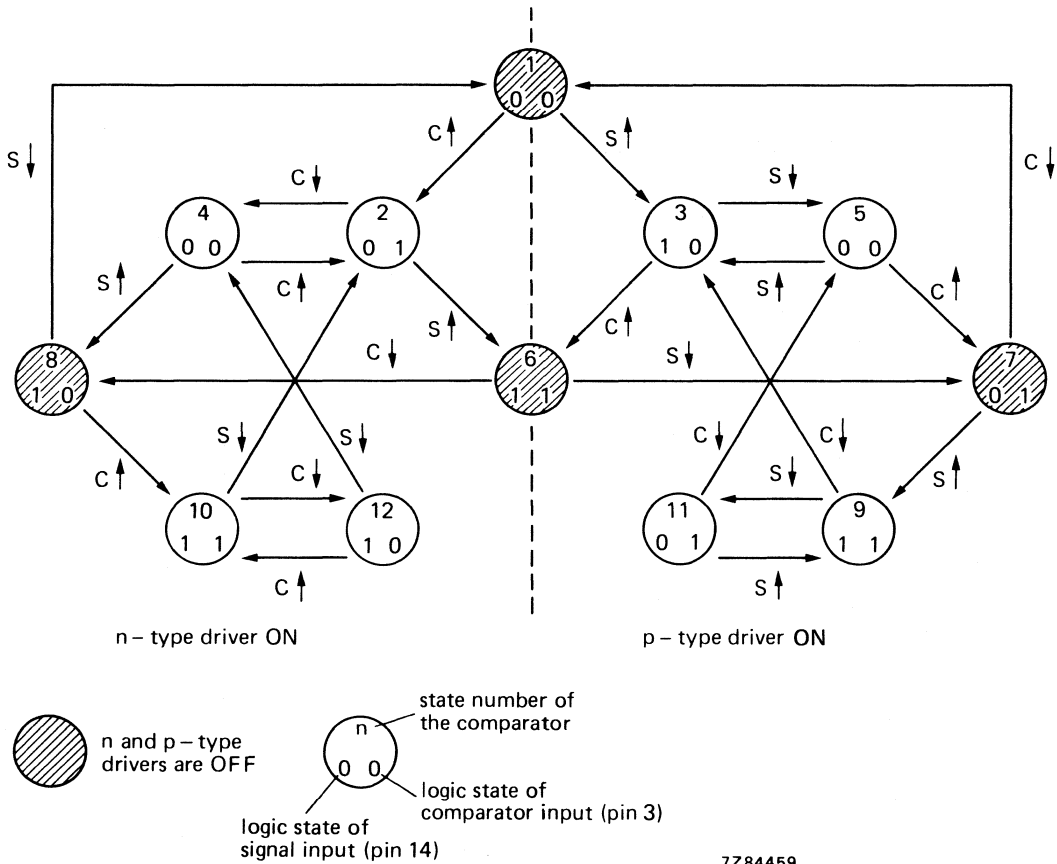 1
0 0
C↑
S↑
S↓
C↓
C↓
S↓
4
0 0
2
0 1
3
1 0
5
0 0
S↑
C↑
S↑
C↑
S↑
C↑
C↓
S↓
8
1 0
6
1 1
7
0 1
C↑
S↓
S↓
C↓
C↓
C↓
S↓
S↑
10
1 1
12
1 0
11
0 1
9
1 1
C↑
S↑
n – type driver ON
p – type driver ON
n and p – type
drivers are OFF
n
0 0
state number of
the comparator
logic state of
comparator input (pin 3)
logic state of
signal input (pin 14)
7Z84459